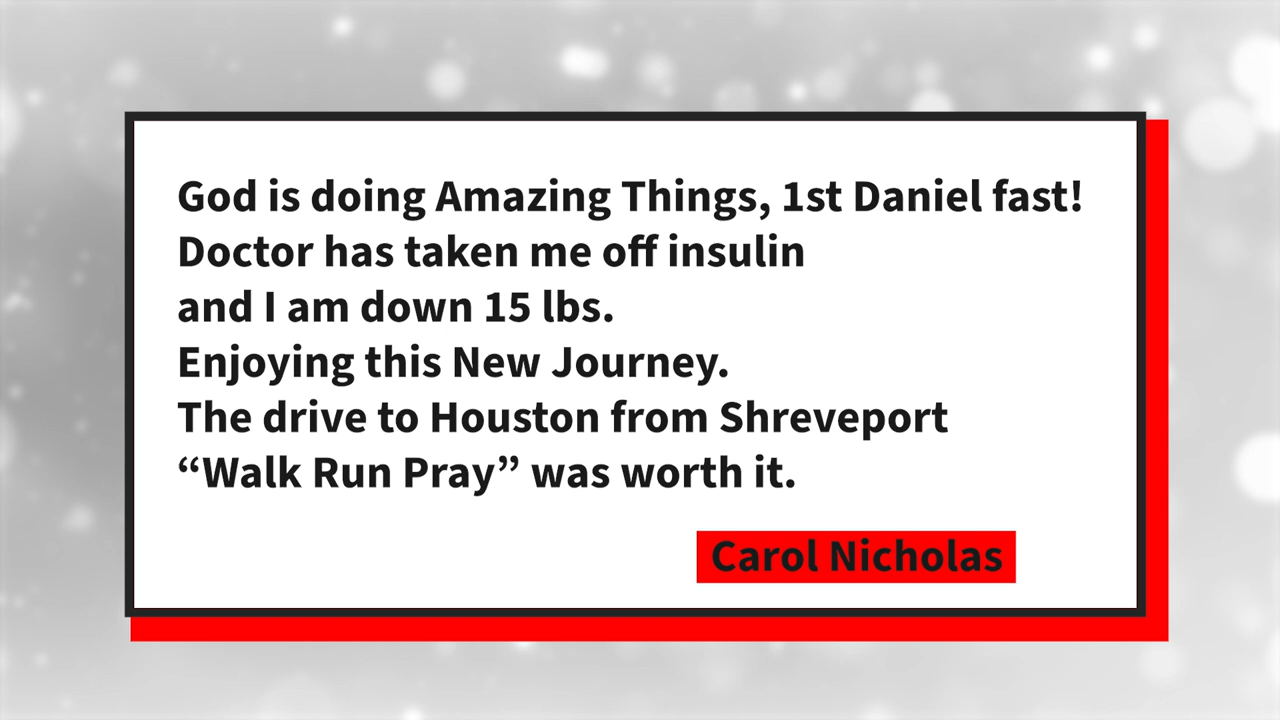 God is doing Amazing Things, 1st Daniel fast!
Doctor has taken me off insulin
and I am down 15 lbs.
Enjoying this New Journey.
The drive to Houston from Shreveport
“Walk Run Pray” was worth it.
Carol Nicholas